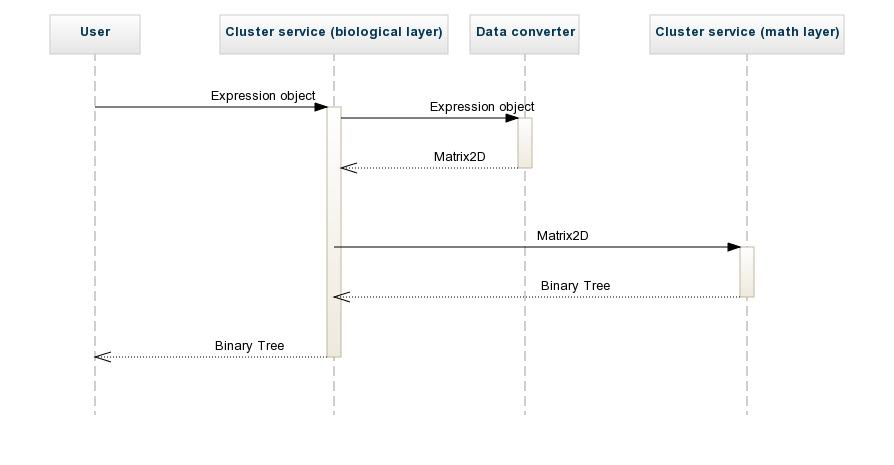 User
Cluster service (biological layer)
Data converter
Cluster service (math layer)
Expression object
Expression object
Matrix2D
Matrix2D
Binary Tree
Binary Tree